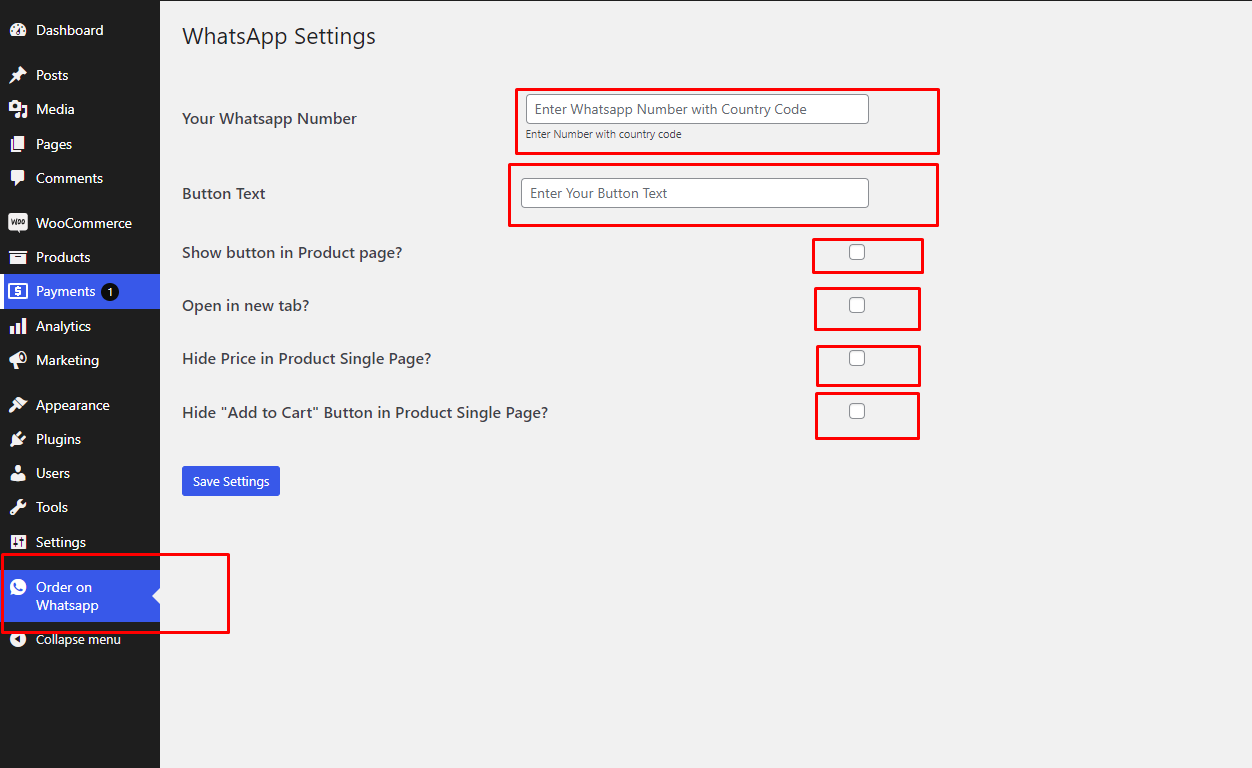 Dashboard
Posts
Media
Pages
Comments
WOO WooCommerce
Products
$ Payments 1
Analytics
Marketing
Appearance
Plugins
Users
Tools
Settings
Order on
Whatsapp
Collapse menu
WhatsApp Settings
Your Whatsapp Number
Enter Whatsapp Number with Country Code
Enter Number with country code
Button Text
Enter Your Button Text
Show button in Product page?
Open in new tab?
Hide Price in Product Single Page?
Hide "Add to Cart" Button in Product Single Page?
Save Settings